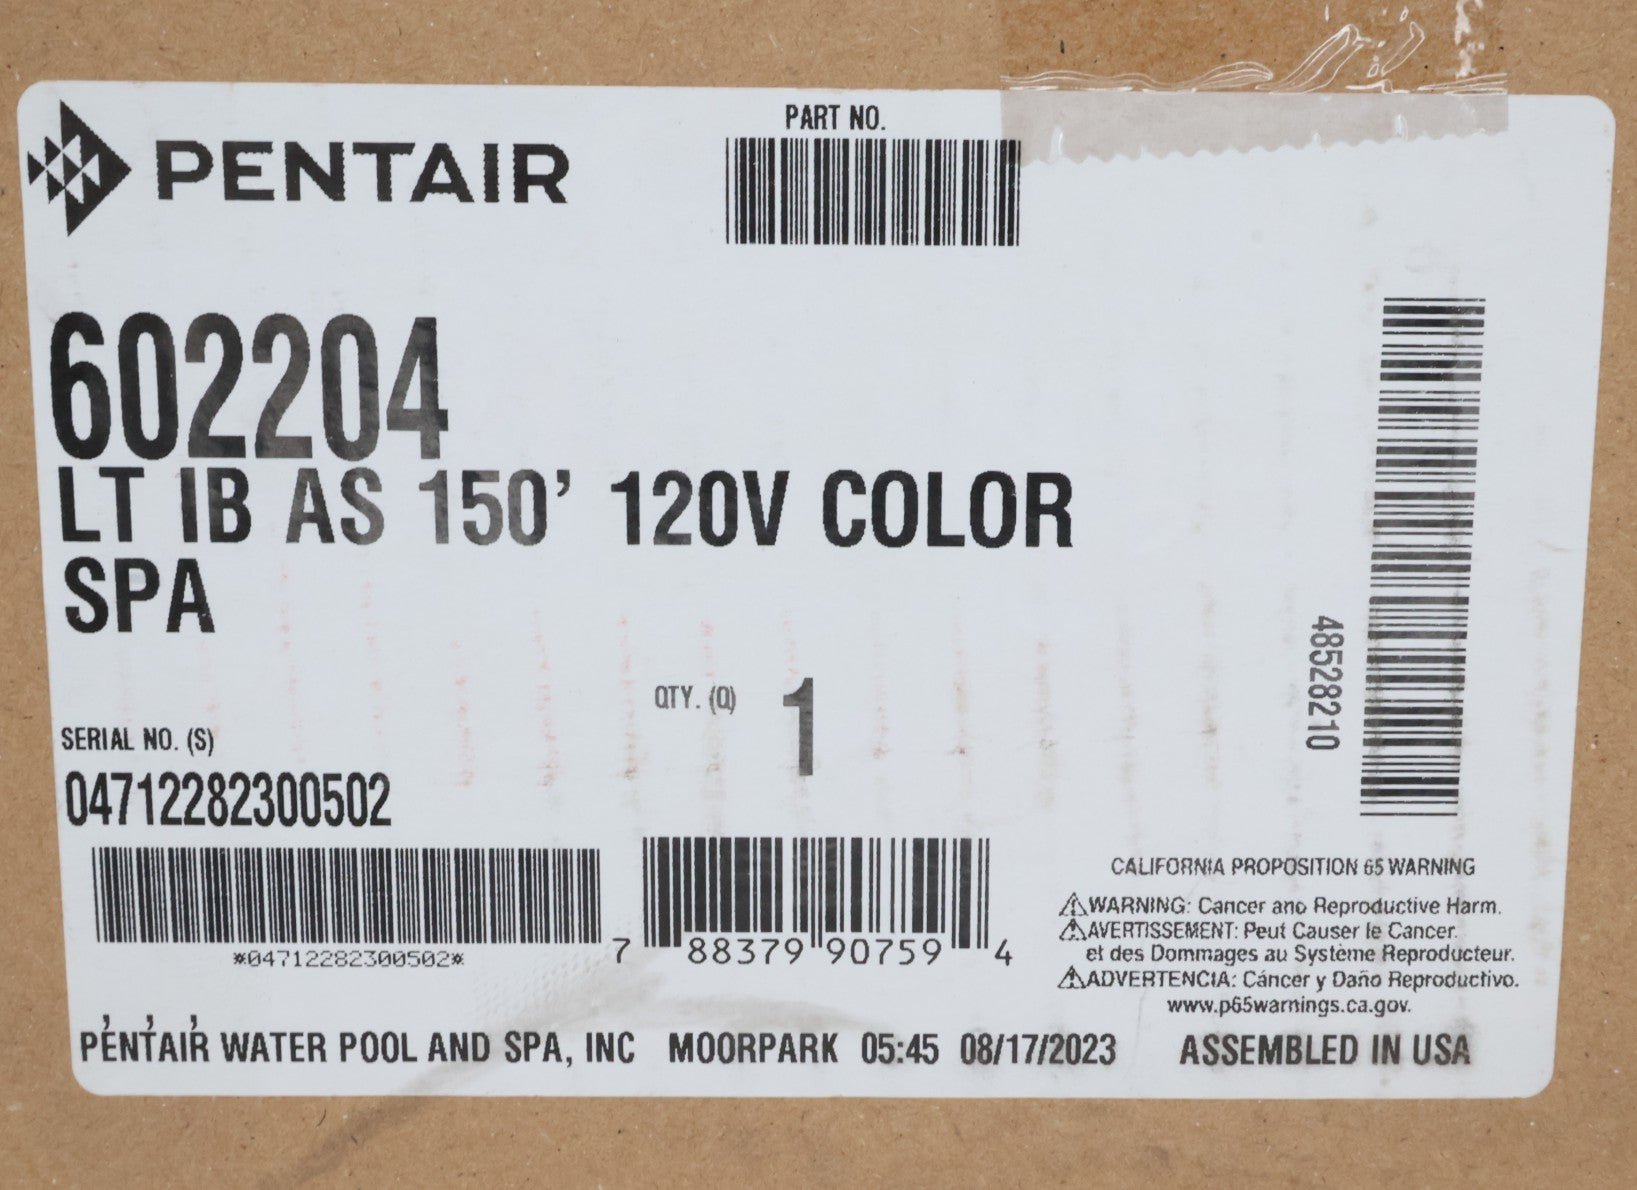 PENTAIR
PART NO.
602204
LT IB AS 150' 120V COLOR
SPA
QTY. (Q) 1
48528210
SERIAL NO. (S)
04712282300502
*04712282300502*
7 88379 90759 4
CALIFORNIA PROPOSITION 65 WARNING
⚠WARNING: Cancer and Reproductive Harm.
⚠AVERTISSEMENT: Peut Causer le Cancer.
et des Dommages au Système Reproducteur.
⚠ADVERTENCIA: Cáncer y Daño Reproductivo.
www.p65warnings.ca.gov.
PENTAIR WATER POOL AND SPA, INC MOORPARK 05:45 08/17/2023 ASSEMBLED IN USA